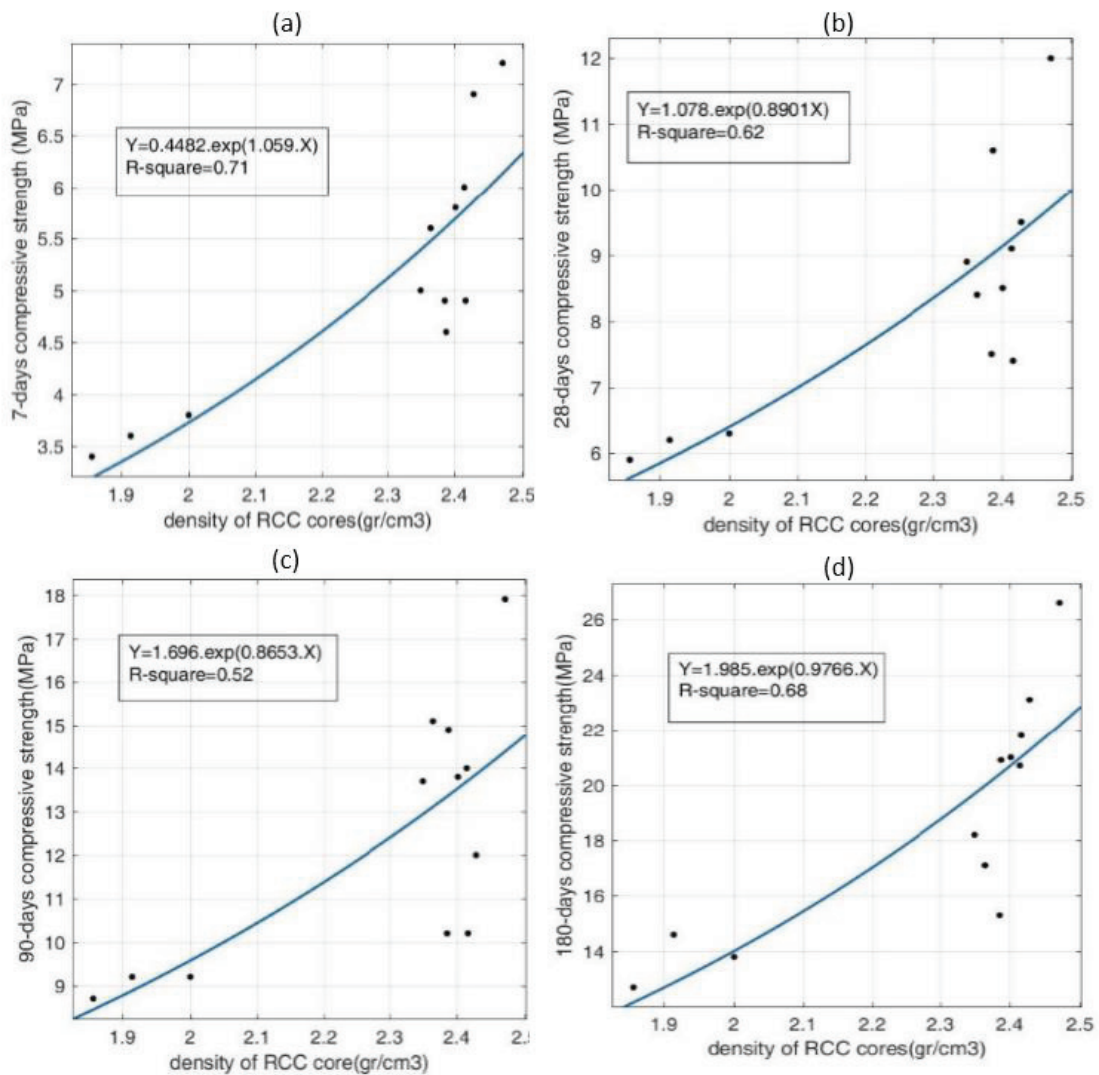 (a)
7
6.5
6
5.5
5
4.5
4
3.5
7-days compressive strength (MPa)
Y=0.4482.exp(1.059.X)
R-square=0.71
1.9
2
2.1
2.2
2.3
2.4
2.5
density of RCC cores(gr/cm3)
(b)
12
11
10
9
8
7
6
28-days compressive strength (MPa)
Y=1.078.exp(0.8901X)
R-square=0.62
1.9
2
2.1
2.2
2.3
2.4
2.5
density of RCC cores(gr/cm3)
(c)
18
17
16
15
14
13
12
11
10
9
90-days compressive strength(MPa)
Y=1.696.exp(0.8653.X)
R-square=0.52
1.9
2
2.1
2.2
2.3
2.4
density of RCC core(gr/cm3)
(d)
26
24
22
20
18
16
14
180-days compressive strength(MPa)
Y=1.985.exp(0.9766.X)
R-square=0.68
1.9
2
2.1
2.2
2.3
2.4
2.5
density of RCC cores(gr/cm3)